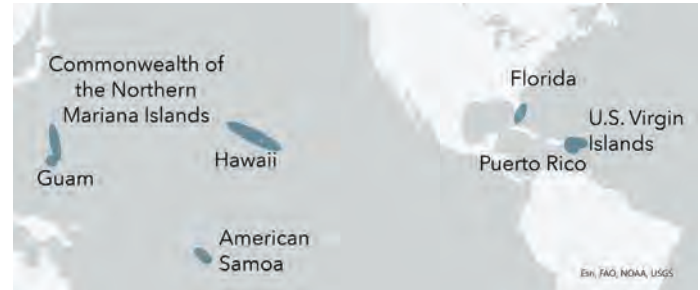 Commonwealth of
the Northern
Mariana Islands
Guam
Hawaii
American
Samoa
Florida
U.S. Virgin
Islands
Puerto Rico
Esri, FAO, NOAA, USGS